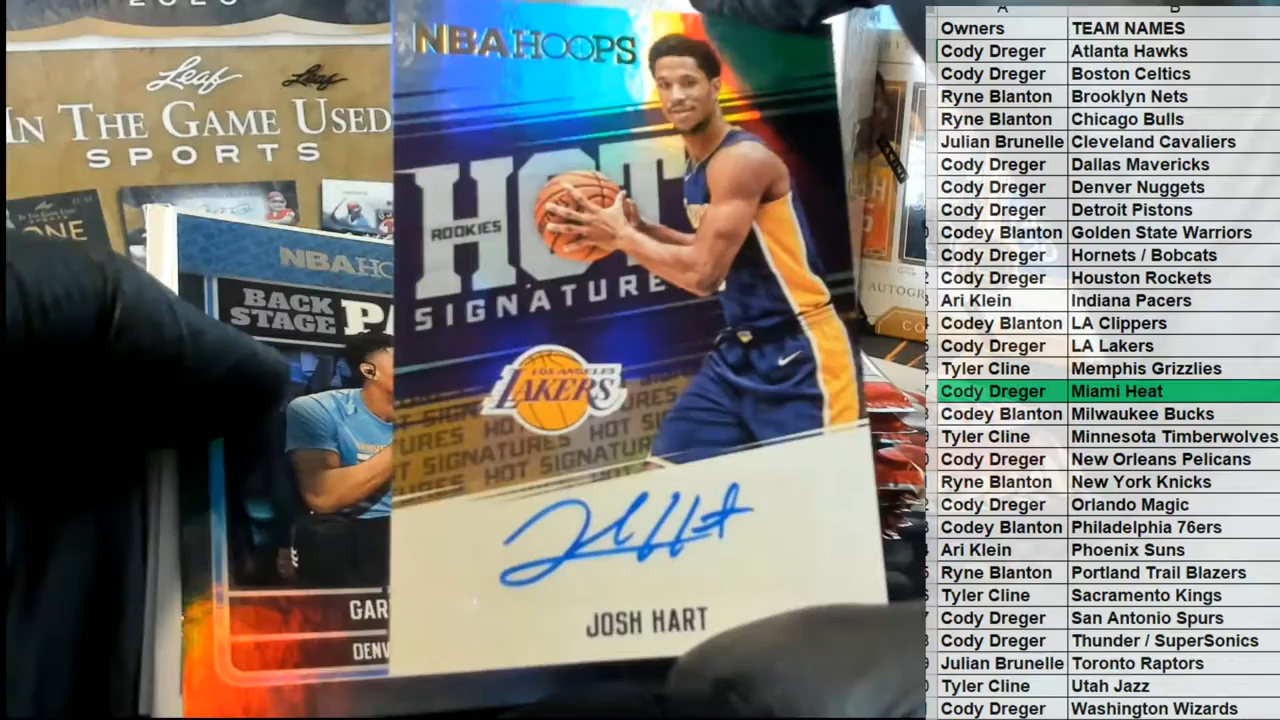 2023
Leaf Leaf
IN THE GAME USED
SPORTS
ONE
NBA HO
BACK
STAGE
PA
GAR
DENV
NBA HOOPS
HOT
ROOKIES
SIGNATURE
LOS ANGELES
LAKERS
HOT SIGNATURES
JOSH HART
AUTOGR
A B
Owners TEAM NAMES
Cody Dreger Atlanta Hawks
Cody Dreger Boston Celtics
Ryne Blanton Brooklyn Nets
Ryne Blanton Chicago Bulls
Julian Brunelle Cleveland Cavaliers
Cody Dreger Dallas Mavericks
Cody Dreger Denver Nuggets
Cody Dreger Detroit Pistons
Codey Blanton Golden State Warriors
Cody Dreger Hornets / Bobcats
Cody Dreger Houston Rockets
Ari Klein Indiana Pacers
Codey Blanton LA Clippers
Cody Dreger LA Lakers
Tyler Cline Memphis Grizzlies
Cody Dreger Miami Heat
Codey Blanton Milwaukee Bucks
Tyler Cline Minnesota Timberwolves
Cody Dreger New Orleans Pelicans
Ryne Blanton New York Knicks
Cody Dreger Orlando Magic
Codey Blanton Philadelphia 76ers
Ari Klein Phoenix Suns
Ryne Blanton Portland Trail Blazers
Tyler Cline Sacramento Kings
Cody Dreger San Antonio Spurs
Cody Dreger Thunder / SuperSonics
Julian Brunelle Toronto Raptors
Tyler Cline Utah Jazz
Cody Dreger Washington Wizards